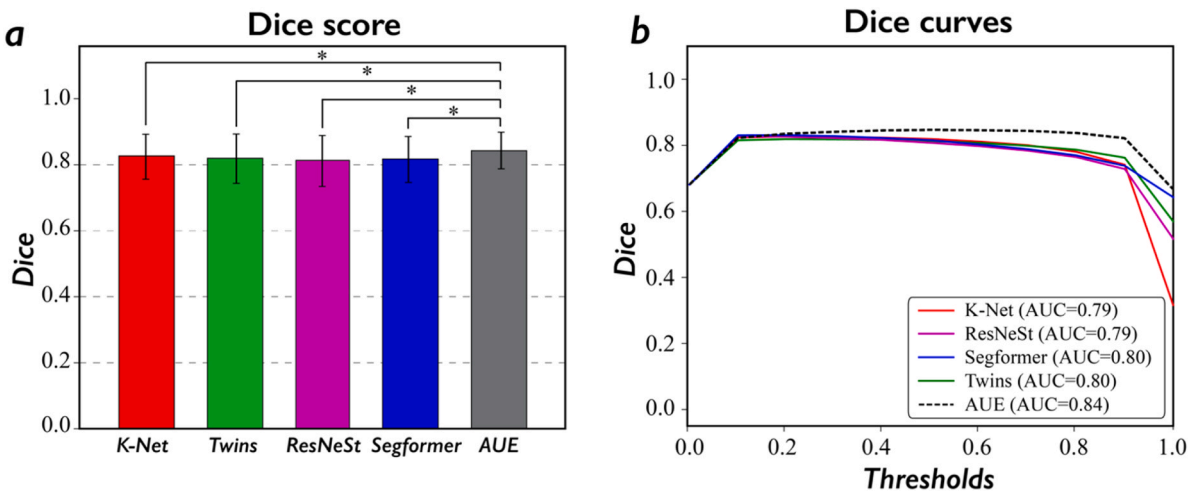 a
Dice score
*
*
*
*
1.0
0.8
0.6
0.4
0.2
0.0
Dice
K-Net Twins ResNeSt Segformer AUE
b
Dice curves
1.0
0.8
0.6
0.4
0.2
0.0
Dice
K-Net (AUC=0.79)
ResNeSt (AUC=0.79)
Segformer (AUC=0.80)
Twins (AUC=0.80)
AUE (AUC=0.84)
0.0 0.2 0.4 0.6 0.8 1.0
Thresholds